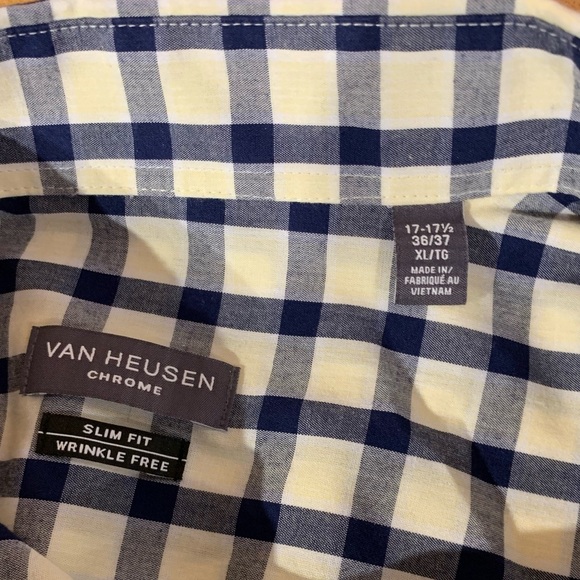 17-17½
36/37
XL/TG
MADE IN/
FABRIQUÉ AU
VIETNAM
VAN HEUSEN
CHROME
SLIM FIT
WRINKLE FREE